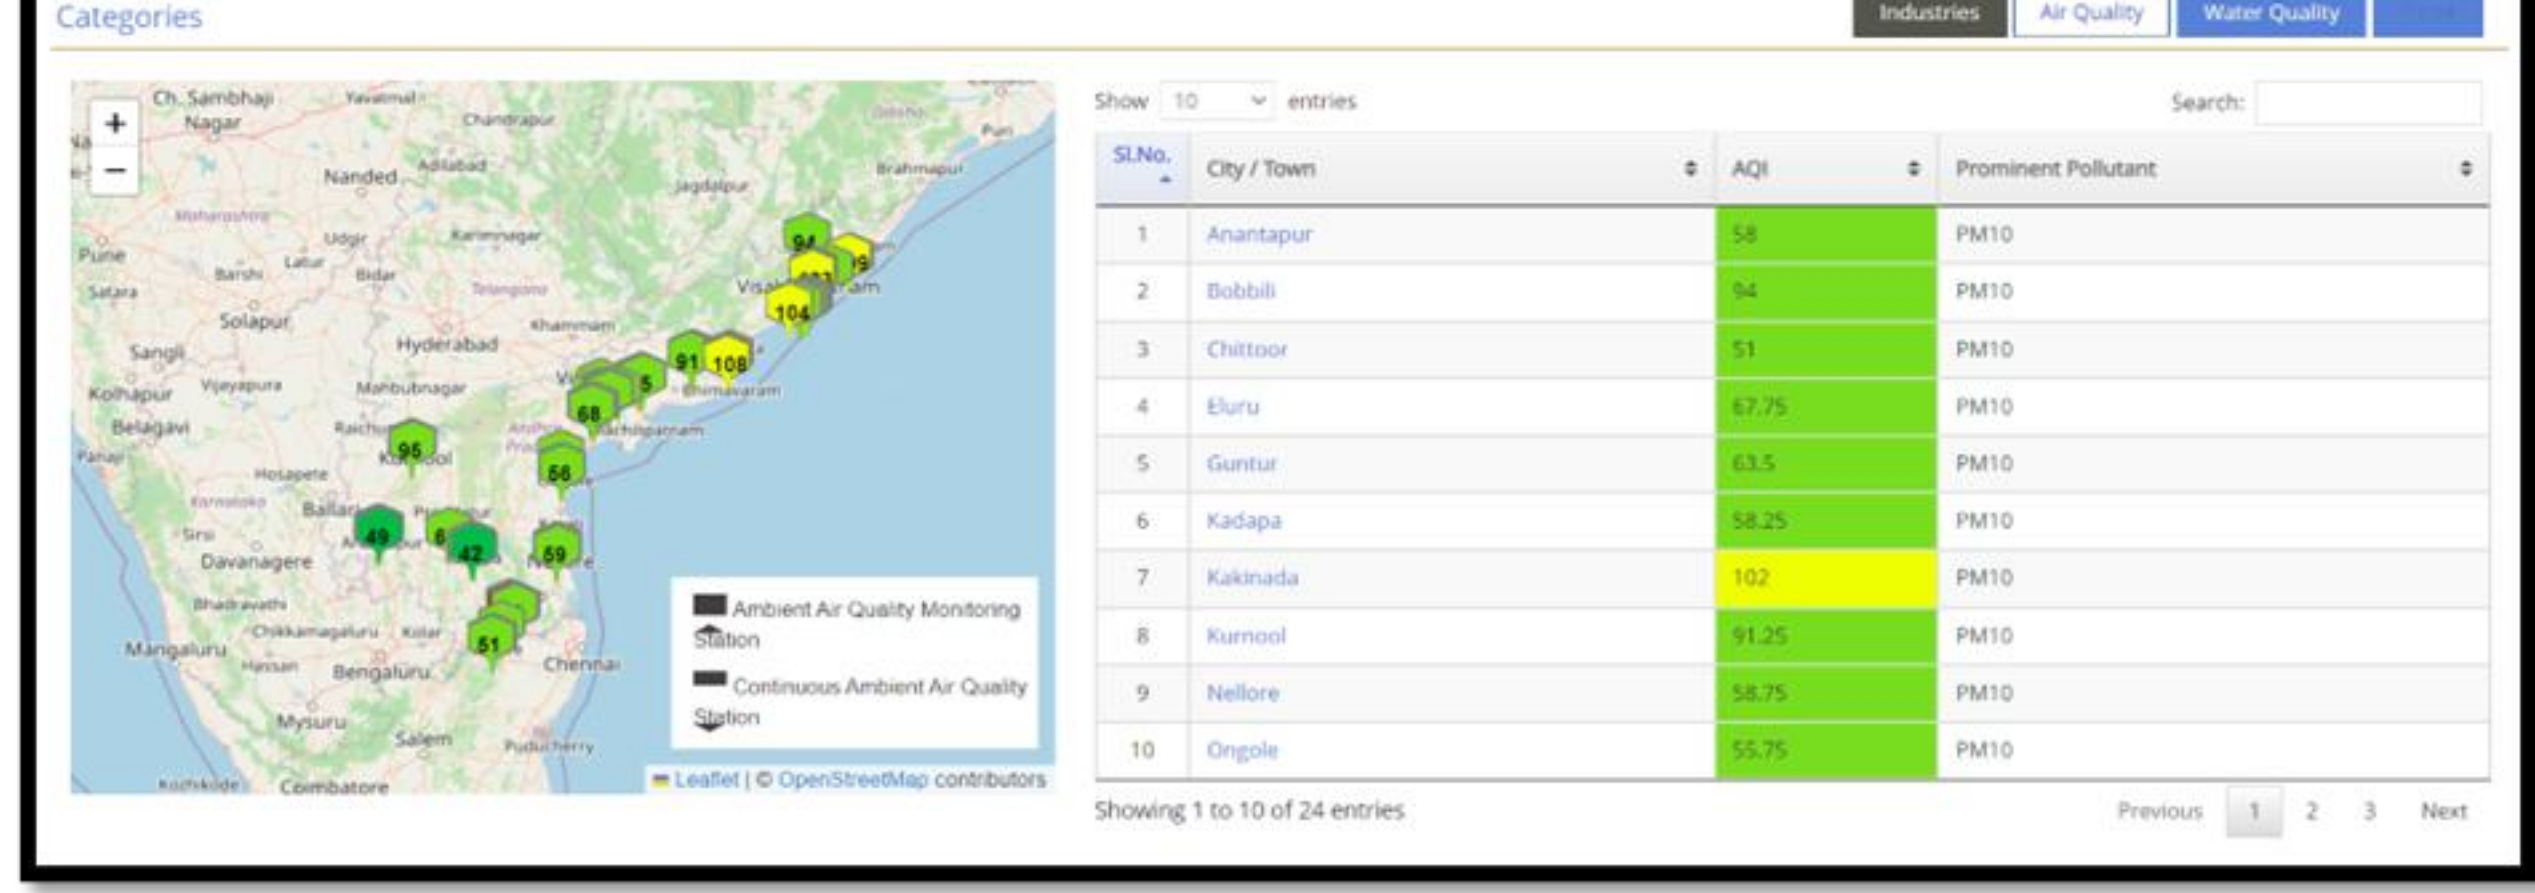 Categories
Industries
Air Quality
Water Quality
+
−
Ch. Sambhaji
Nagar
Yavatmal
Chandrapur
Odisha
Puri
Nanded
Adilabad
Jagdalpur
Brahmapur
Maharashtra
Udgir
Karimnagar
Pune
Latur
Barshi
Bidar
Satara
Telangana
Solapur
Khammam
Hyderabad
Sangli
Kolhapur
Vijayapura
Mahbubnagar
Bhimavaram
Belagavi
Panaji
Hosapete
Karnataka
Sirsi
Davanagere
Bhadravathi
Chikkamagaluru
Kolar
Mangaluru
Hassan
Bengaluru
Chennai
Mysuru
Salem
Puducherry
Kozhikode
Coimbatore
94
104
91
108
68
95
56
49
42
59
51
Ambient Air Quality Monitoring
Station
Continuous Ambient Air Quality
Station
Leaflet | © OpenStreetMap contributors
Show 10 entries
Search:
Sl.No. City / Town AQI Prominent Pollutant
1 Anantapur 58 PM10
2 Bobbili 94 PM10
3 Chittoor 51 PM10
4 Eluru 67.75 PM10
5 Guntur 63.5 PM10
6 Kadapa 58.25 PM10
7 Kakinada 102 PM10
8 Kurnool 91.25 PM10
9 Nellore 58.75 PM10
10 Ongole 55.75 PM10
Showing 1 to 10 of 24 entries
Previous 1 2 3 Next